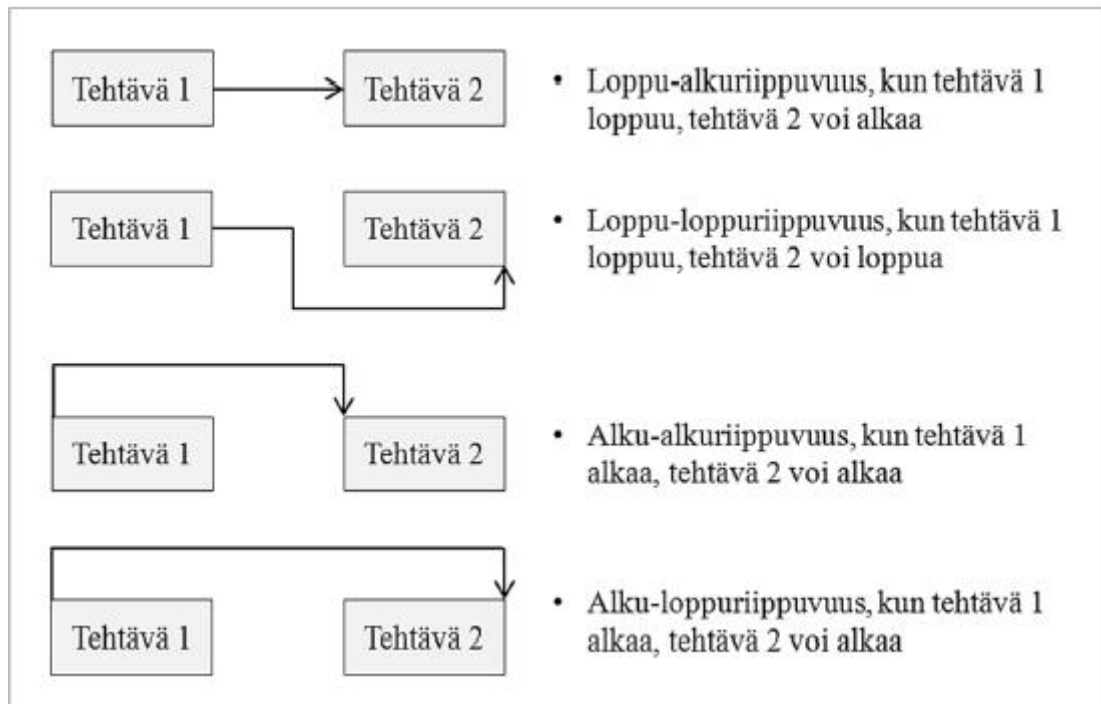 Tehtävä 1
Tehtävä 2
• Loppu-alkuriippuvuus, kun tehtävä 1
loppuu, tehtävä 2 voi alkaa
Tehtävä 1
Tehtävä 2
• Loppu-loppuriippuvuus, kun tehtävä 1
loppuu, tehtävä 2 voi loppua
Tehtävä 1
Tehtävä 2
• Alku-alkuriippuvuus, kun tehtävä 1
alkaa, tehtävä 2 voi alkaa
Tehtävä 1
Tehtävä 2
• Alku-loppuriippuvuus, kun tehtävä 1
alkaa, tehtävä 2 voi alkaa